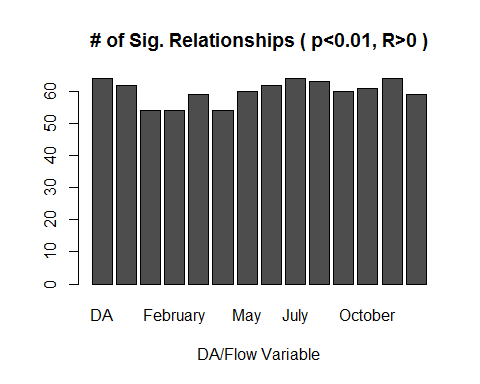 # of Sig. Relationships ( p<0.01, R>0 )
60
50
40
30
20
10
0
DA February May July October
DA/Flow Variable